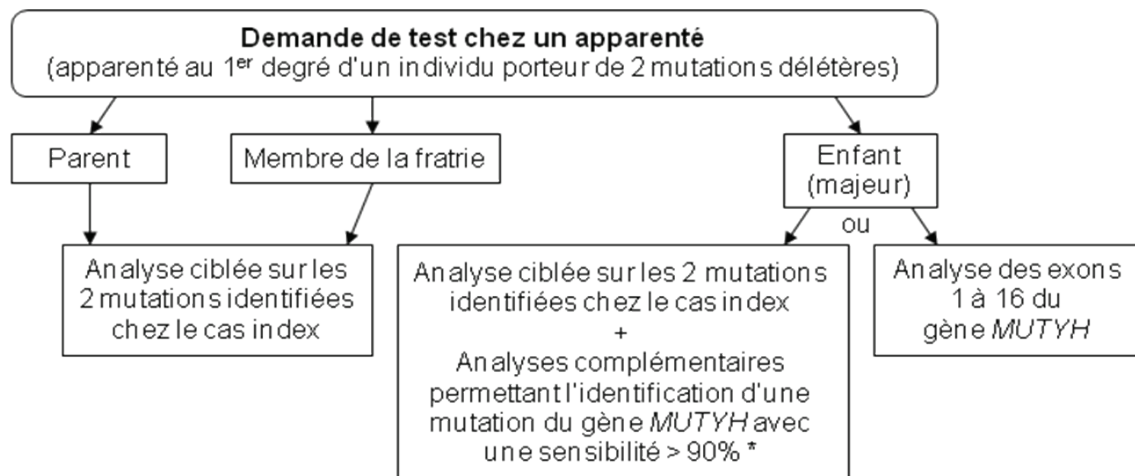 Demande de test chez un apparenté
(apparenté au 1er degré d'un individu porteur de 2 mutations délétères)
Parent
Membre de la fratrie
Enfant
(majeur)
ou
Analyse ciblée sur les
2 mutations identifiées
chez le cas index
Analyse ciblée sur les 2 mutations
identifiées chez le cas index
+
Analyses complémentaires
permettant l'identification d'une
mutation du gène MUTYH avec
une sensibilité > 90% *
Analyse des exons
1 à 16 du
gène MUTYH